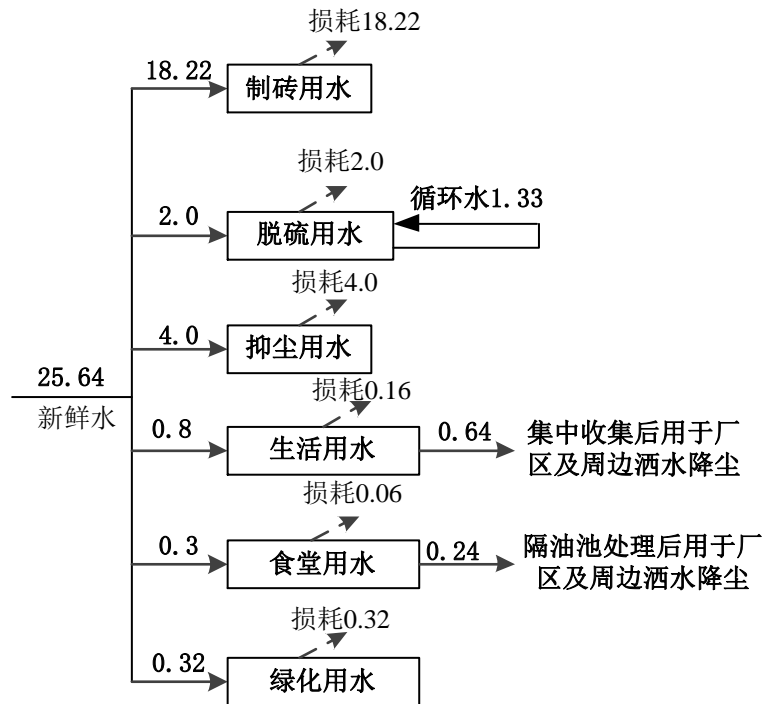 损耗18.22
18.22
制砖用水
损耗2.0
循环水1.33
2.0
脱硫用水
损耗4.0
4.0
抑尘用水
25.64
新鲜水
损耗0.16
0.8
生活用水
0.64
集中收集后用于厂
区及周边洒水降尘
损耗0.06
0.3
食堂用水
0.24
隔油池处理后用于厂
区及周边洒水降尘
损耗0.32
0.32
绿化用水